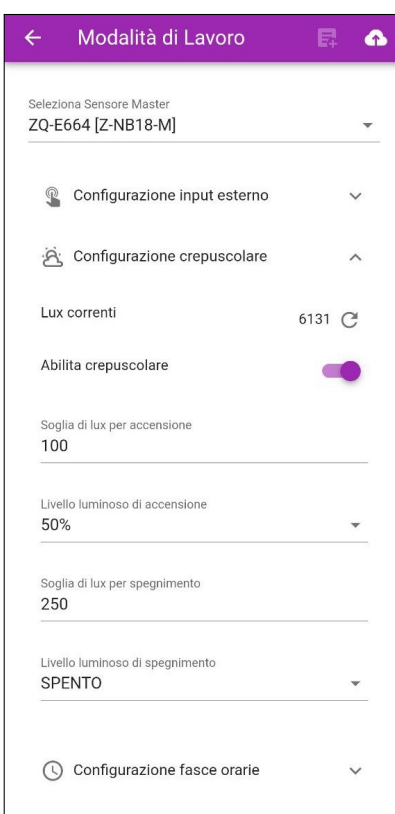 Modalità di Lavoro
Seleziona Sensore Master
ZQ-E664 [Z-NB18-M]
Configurazione input esterno
Configurazione crepuscolare
Lux correnti 6131
Abilita crepuscolare
Soglia di lux per accensione
100
Livello luminoso di accensione
50%
Soglia di lux per spegnimento
250
Livello luminoso di spegnimento
SPENTO
Configurazione fasce orarie